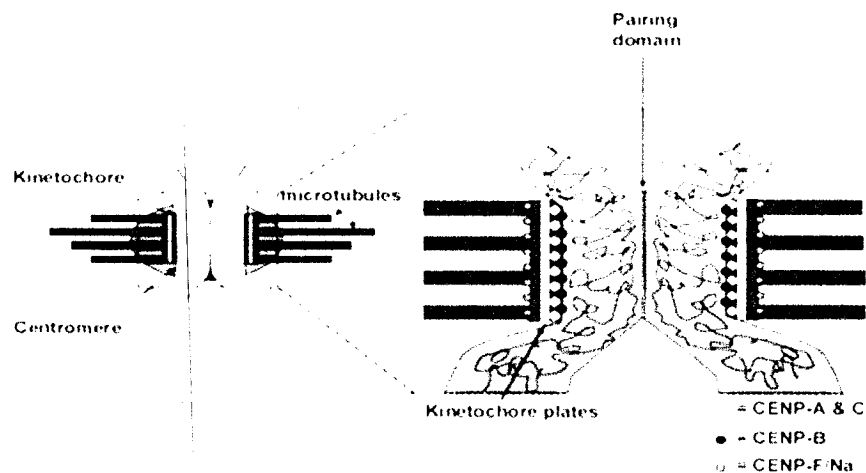 Pairing
domain
Kinetochore
microtubules
Centromere
Kinetochore plates
= CENP-A & C
= CENP-B
= CENP-F/Na